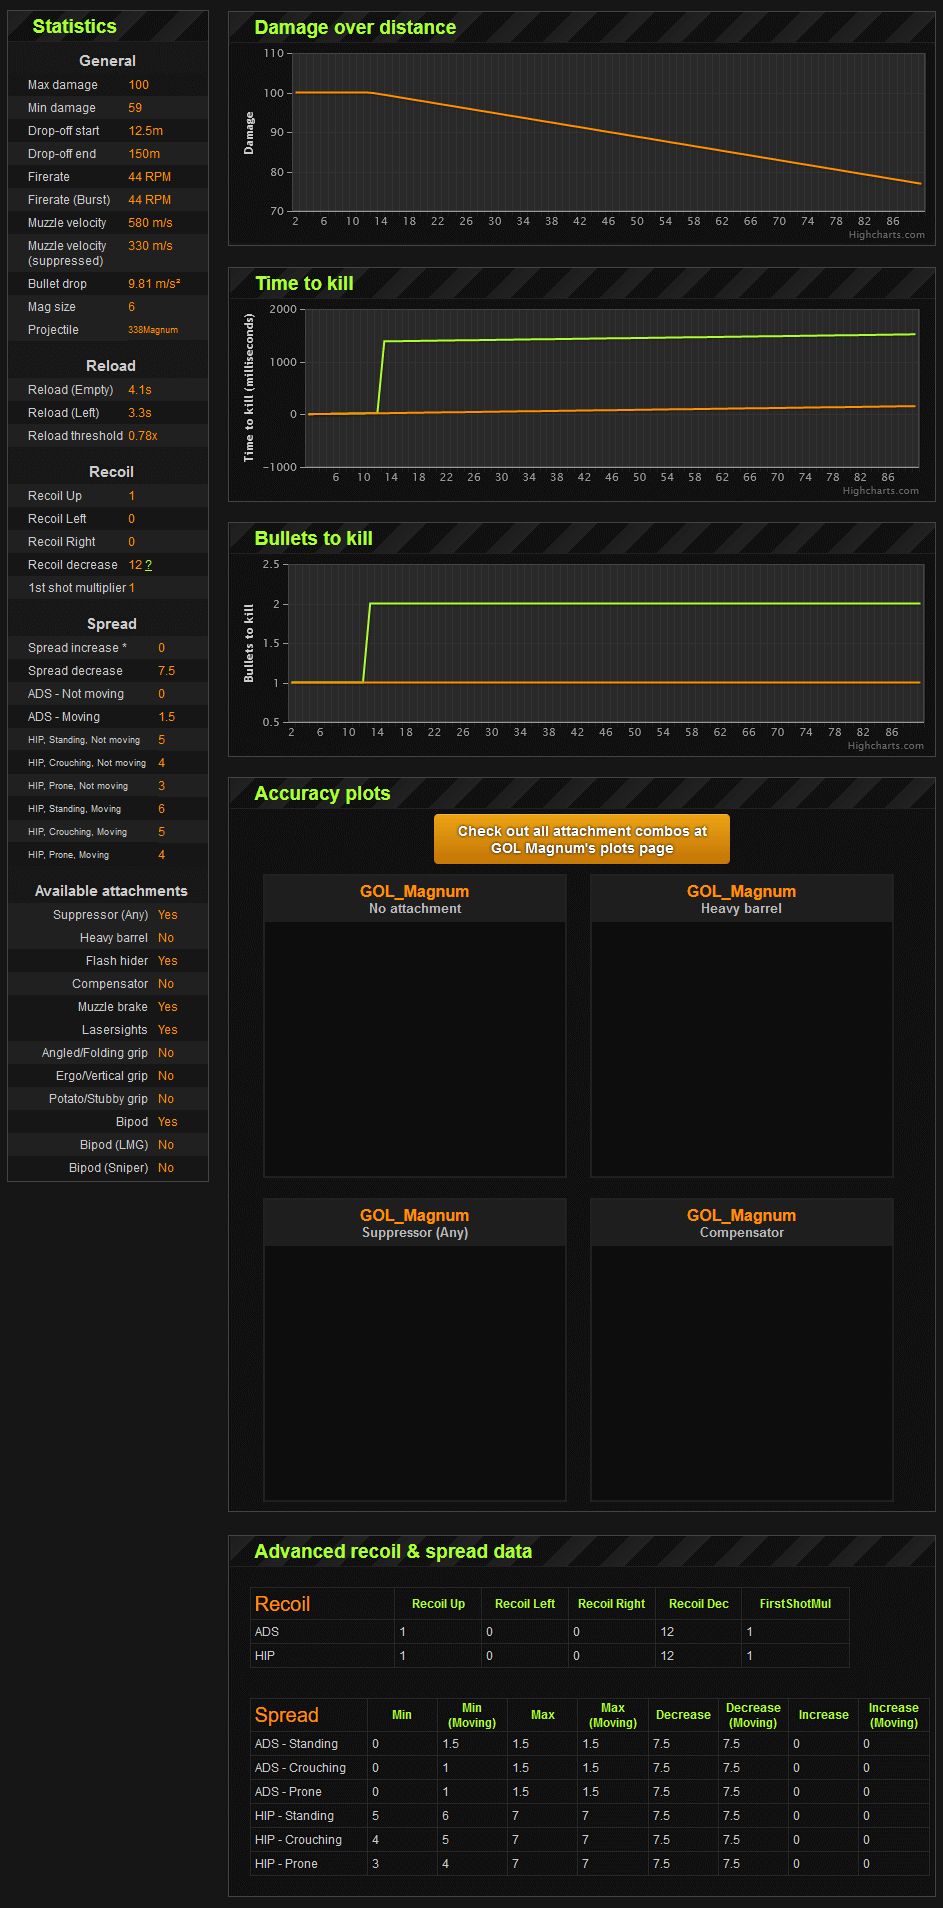 Statistics
General
Max damage 100
Min damage 59
Drop-off start 12.5m
Drop-off end 150m
Firerate 44 RPM
Firerate (Burst) 44 RPM
Muzzle velocity 580 m/s
Muzzle velocity 330 m/s
(suppressed)
Bullet drop 9.81 m/s²
Mag size 6
Projectile 338Magnum
Reload
Reload (Empty) 4.1s
Reload (Left) 3.3s
Reload threshold 0.78x
Recoil
Recoil Up 1
Recoil Left 0
Recoil Right 0
Recoil decrease 12 ?
1st shot multiplier 1
Spread
Spread increase * 0
Spread decrease 7.5
ADS - Not moving 0
ADS - Moving 1.5
HIP, Standing, Not moving 5
HIP, Crouching, Not moving 4
HIP, Prone, Not moving 3
HIP, Standing, Moving 6
HIP, Crouching, Moving 5
HIP, Prone, Moving 4
Available attachments
Suppressor (Any) Yes
Heavy barrel No
Flash hider Yes
Compensator No
Muzzle brake Yes
Lasersights Yes
Angled/Folding grip No
Ergo/Vertical grip No
Potato/Stubby grip No
Bipod Yes
Bipod (LMG) No
Bipod (Sniper) No
Damage over distance
Damage
110
100
90
80
70
2 6 10 14 18 22 26 30 34 38 42 46 50 54 58 62 66 70 74 78 82 86
Highcharts.com
Time to kill
Time to kill (milliseconds)
2000
1000
0
-1000
6 10 14 18 22 26 30 34 38 42 46 50 54 58 62 66 70 74 78 82 86
Highcharts.com
Bullets to kill
Bullets to kill
2.5
2
1.5
1
0.5
2 6 10 14 18 22 26 30 34 38 42 46 50 54 58 62 66 70 74 78 82 86
Highcharts.com
Accuracy plots
Check out all attachment combos at
GOL Magnum's plots page
GOL_Magnum
No attachment
GOL_Magnum
Heavy barrel
GOL_Magnum
Suppressor (Any)
GOL_Magnum
Compensator
Advanced recoil & spread data
Recoil Recoil Up Recoil Left Recoil Right Recoil Dec FirstShotMul
ADS 1 0 0 12 1
HIP 1 0 0 12 1
Spread Min Min (Moving) Max Max (Moving) Decrease Decrease (Moving) Increase Increase (Moving)
ADS - Standing 0 1.5 1.5 1.5 7.5 7.5 0 0
ADS - Crouching 0 1 1.5 1.5 7.5 7.5 0 0
ADS - Prone 0 1 1.5 1.5 7.5 7.5 0 0
HIP - Standing 5 6 7 7 7.5 7.5 0 0
HIP - Crouching 4 5 7 7 7.5 7.5 0 0
HIP - Prone 3 4 7 7 7.5 7.5 0 0